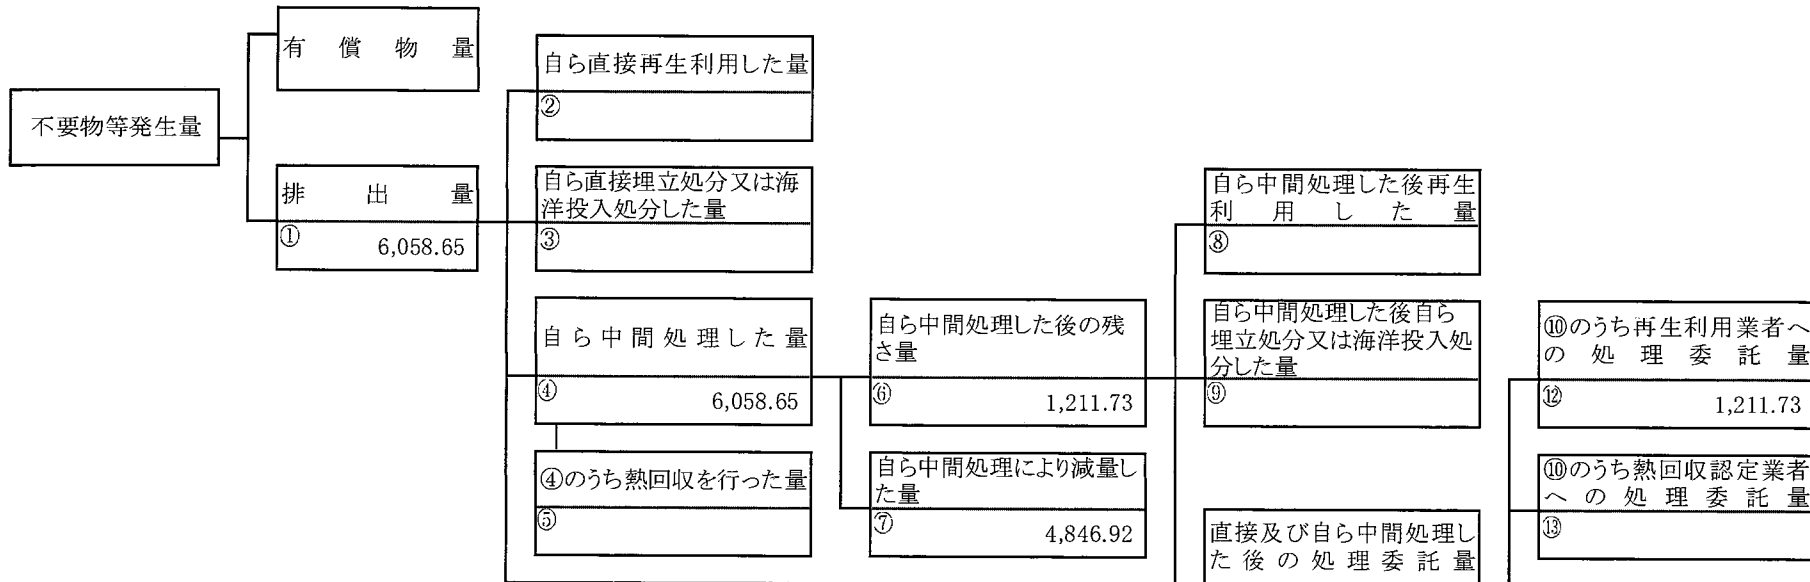 有償物量
不要物等発生量
排出量
①
6,058.65
自ら直接再生利用した量
②
自ら直接埋立処分又は海
洋投入処分した量
③
自ら中間処理した量
④
6,058.65
④のうち熱回収を行った量
⑤
自ら中間処理した後の残
さ量
⑥
1,211.73
自ら中間処理により減量し
た量
⑦
4,846.92
自ら中間処理した後再生
利用した量
⑧
自ら中間処理した後自ら
埋立処分又は海洋投入処
分した量
⑨
直接及び自ら中間処理し
た後の処理委託量
⑩のうち再生利用業者へ
の処理委託量
⑫
1,211.73
⑩のうち熱回収認定業者
への処理委託量
⑬